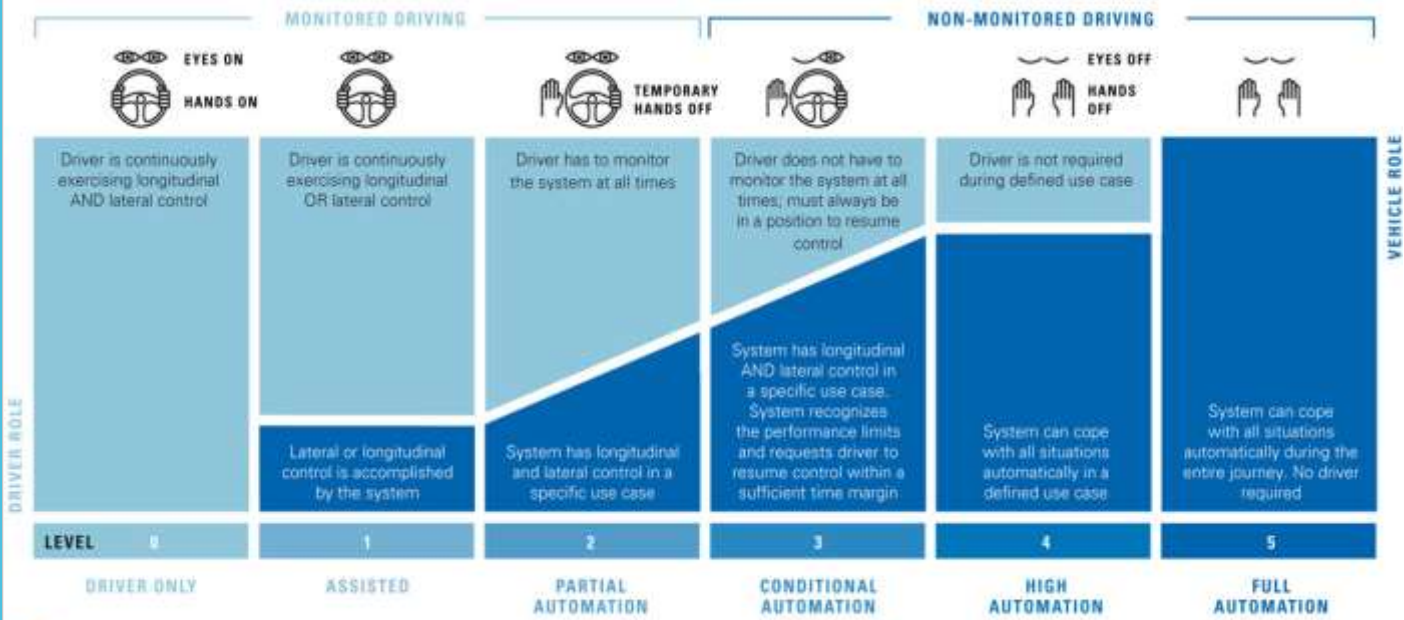 MONITORED DRIVING
NON-MONITORED DRIVING
EYES ON
HANDS ON
TEMPORARY
HANDS OFF
EYES OFF
HANDS
OFF
Driver is continuously
exercising longitudinal
AND lateral control
Driver is continuously
exercising longitudinal
OR lateral control
Driver has to monitor
the system at all times
Driver does not have to
monitor the system at all
times; must always be
in a position to resume
control
Driver is not required
during defined use case
VEHICLE ROLE
DRIVER ROLE
Lateral or longitudinal
control is accomplished
by the system
System has longitudinal
and lateral control in a
specific use case
System has longitudinal
AND lateral control in
a specific use case.
System recognizes
the performance limits
and requests driver to
resume control within a
sufficient time margin
System can cope
with all situations
automatically in a
defined use case
System can cope
with all situations
automatically during the
entire journey. No driver
required
LEVEL 0 1 2 3 4 5
DRIVER ONLY
ASSISTED
PARTIAL
AUTOMATION
CONDITIONAL
AUTOMATION
HIGH
AUTOMATION
FULL
AUTOMATION